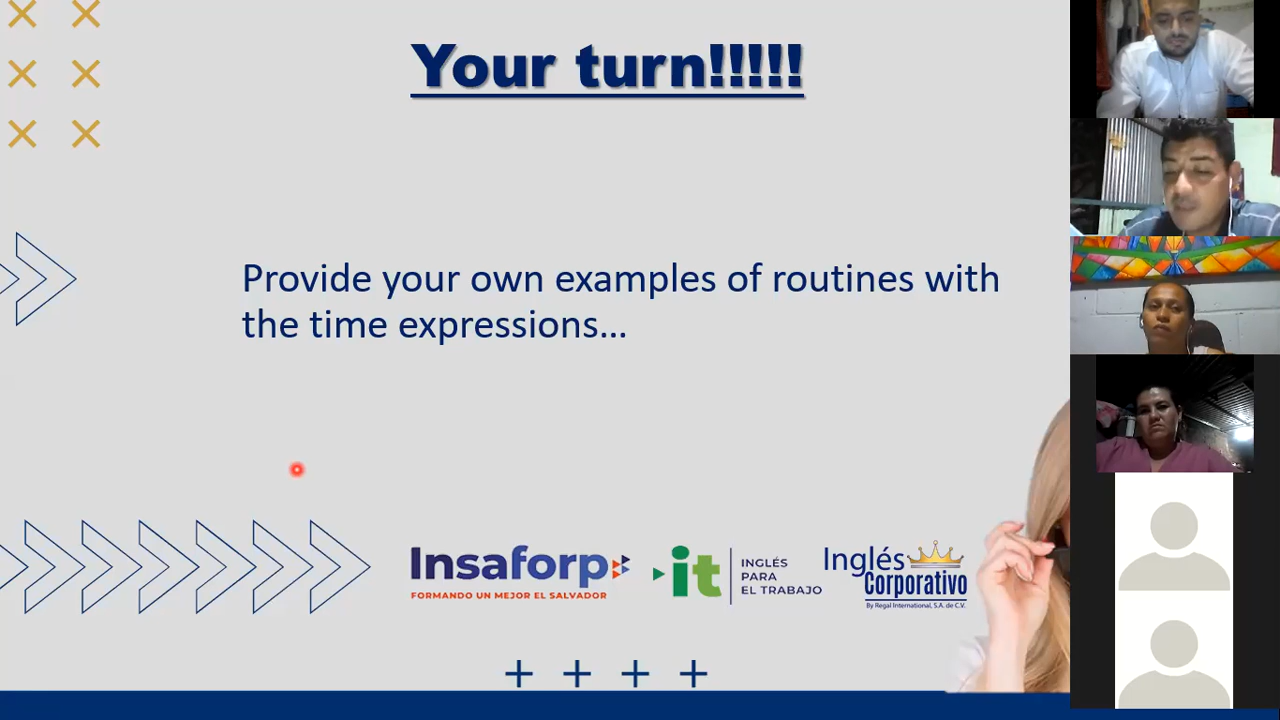 Your turn!!!!!
Provide your own examples of routines with
the time expressions...
Insaforp
FORMANDO UN MEJOR EL SALVADOR
it
INGLÉS
PARA
EL TRABAJO
Inglés
Corporativo
By Regal International, S.A. de C.V.